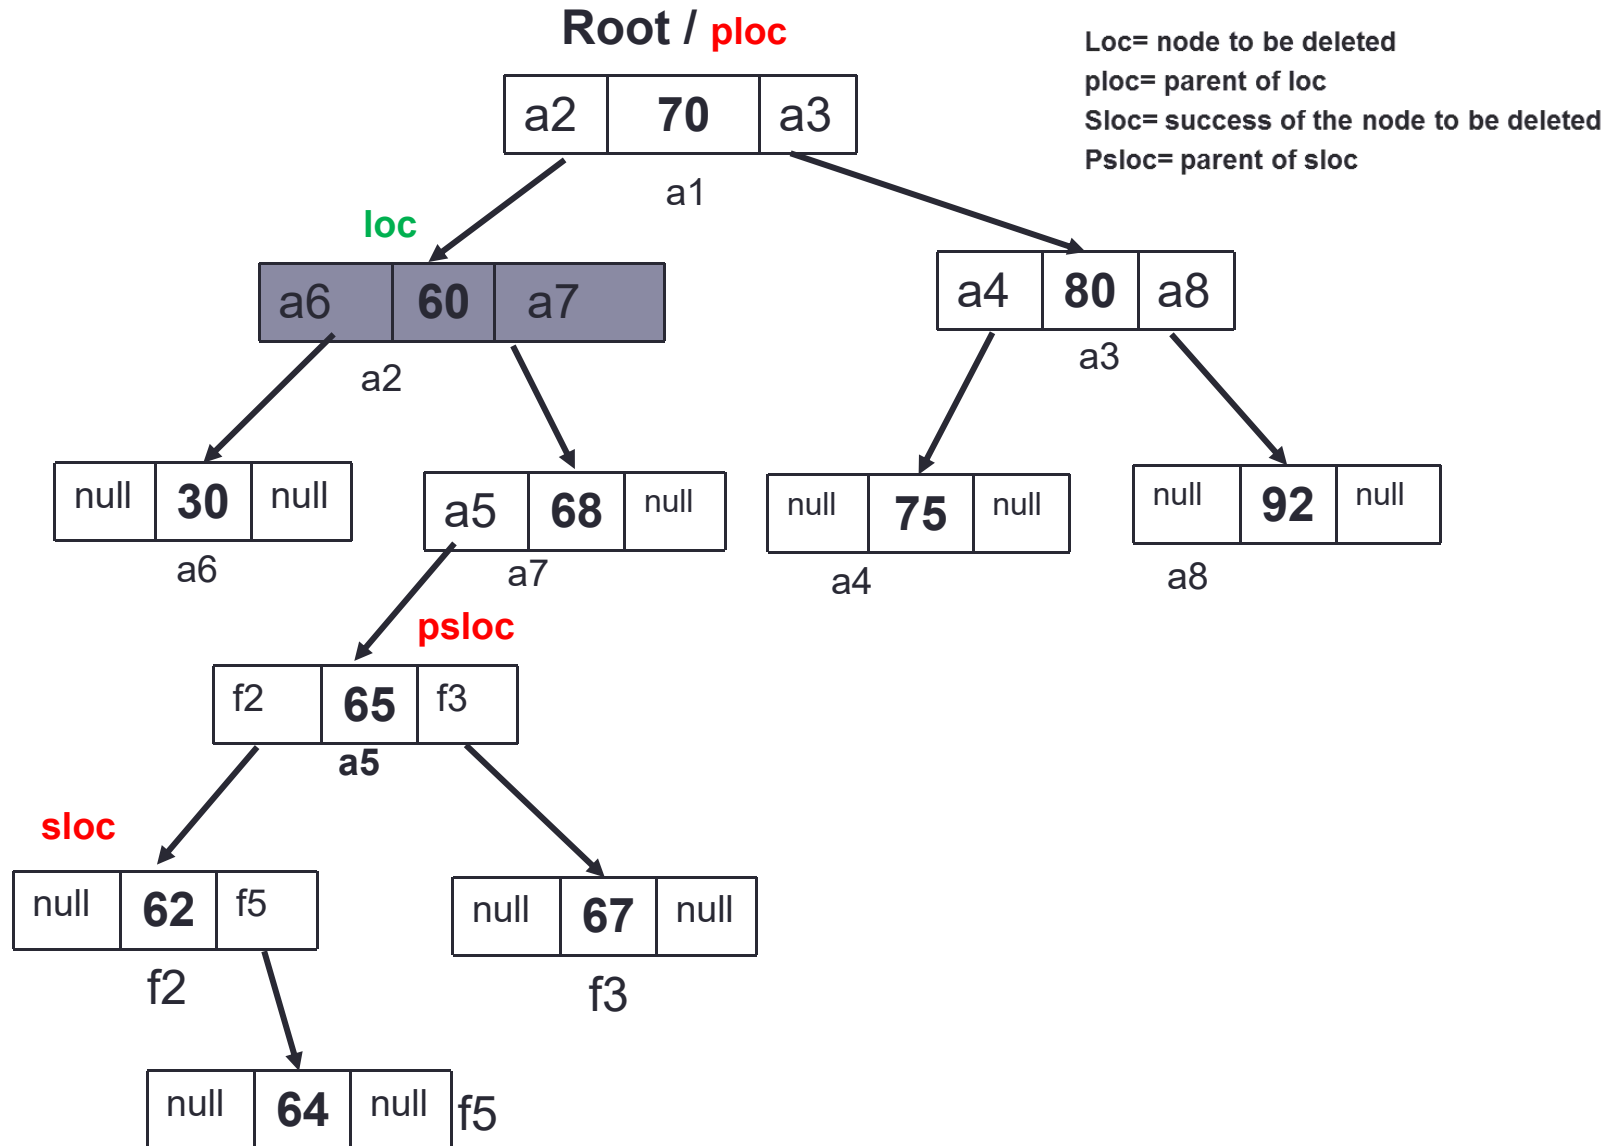 Root / ploc
Loc= node to be deleted
ploc= parent of loc
Sloc= success of the node to be deleted
Psloc= parent of sloc
a2 70 a3
a1
loc
a6 60 a7
a2
a4 80 a8
a3
null 30 null
a6
a5 68 null
a7
null 75 null
a4
null 92 null
a8
psloc
f2 65 f3
a5
sloc
null 62 f5
f2
null 67 null
f3
null 64 null f5